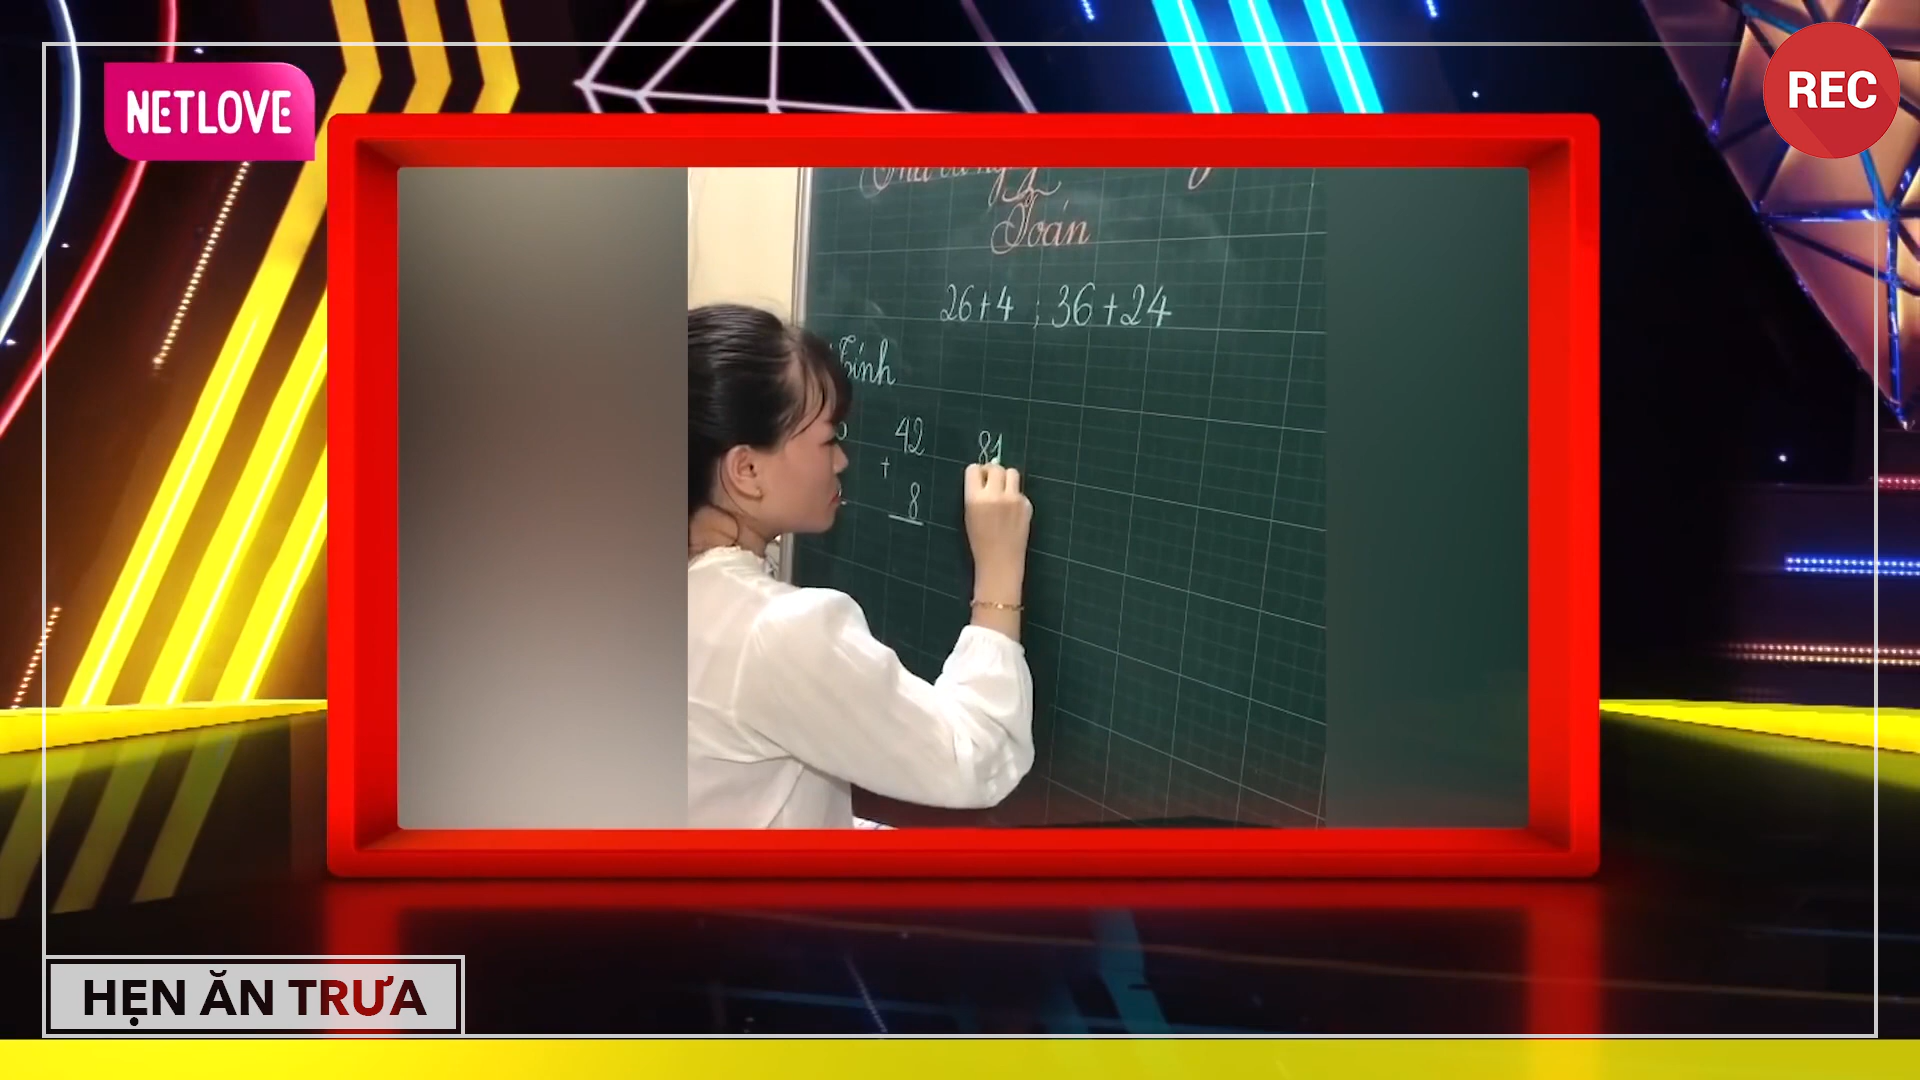 NETLOVE
REC
Toán
26+4 ; 36+24
Tính
42
81
+
8
HẸN ĂN TRƯA